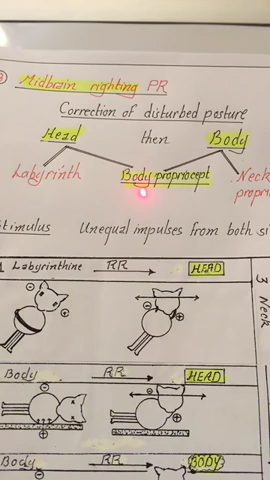 Midbrain righting PR
Correction of disturbed posture
Head then Body
Labyrinth Body propriocept Neck
propri
Stimulus Unequal impulses from both si
1 Labyrinthine RR HEAD
3 Neck
Body RR HEAD
Body RR BODY